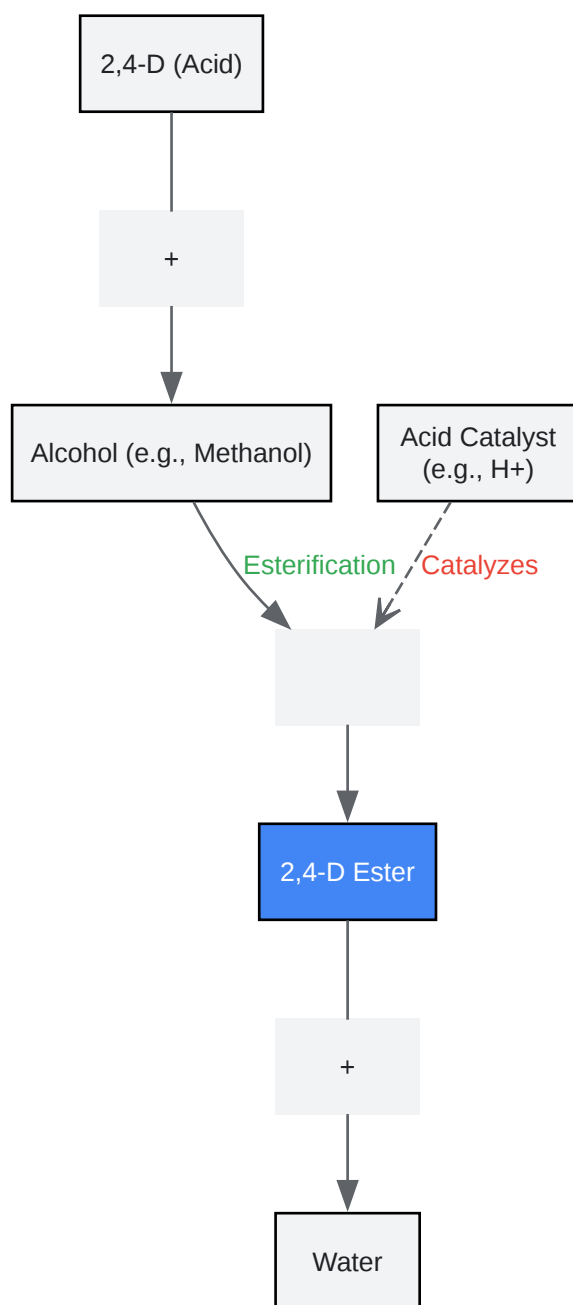 2,4-D (Acid)
+
Alcohol (e.g., Methanol)
Acid Catalyst
(e.g., H+)
Esterification
Catalyzes
2,4-D Ester
+
Water